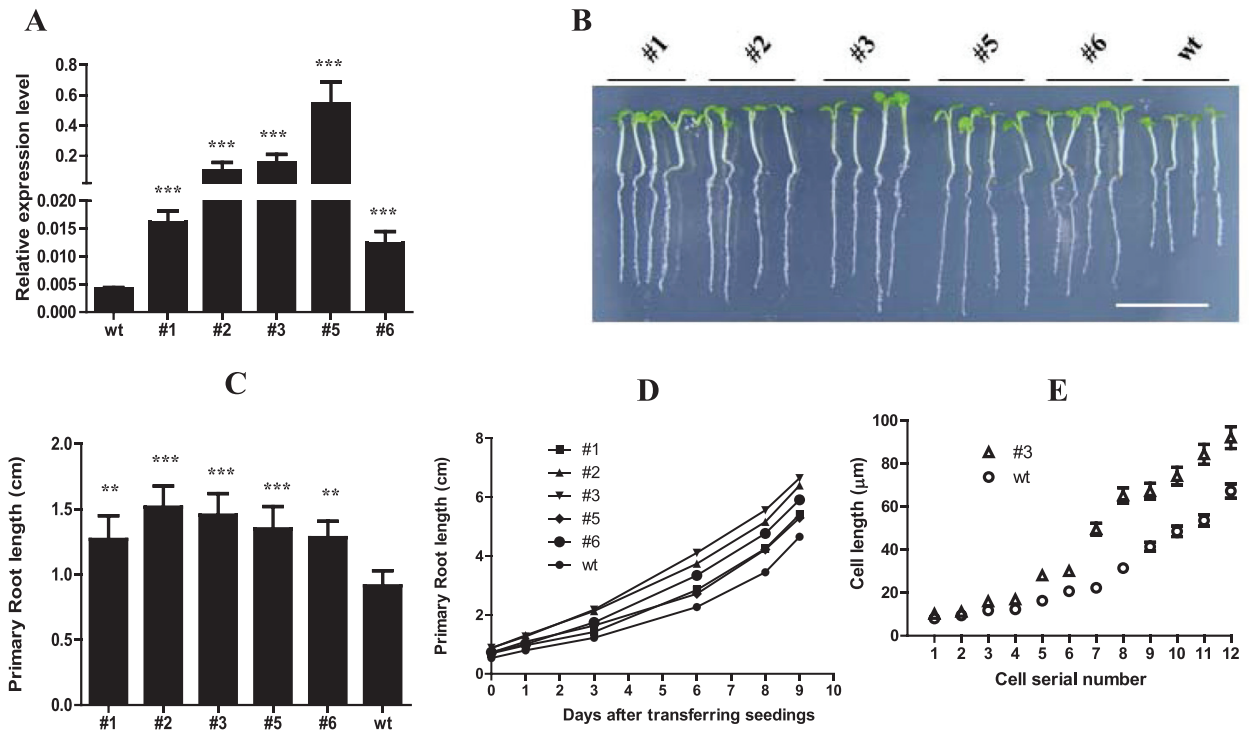 A
Relative expression level
0.8
0.6
0.4
0.2
0.020
0.015
0.010
0.005
0.000
***
***
***
***
***
wt #1 #2 #3 #5 #6
B
#1 #2 #3 #5 #6 wt
C
Primary Root length (cm)
2.0
1.5
1.0
0.5
0.0
** *** *** *** **
#1 #2 #3 #5 #6 wt
D
Primary Root length (cm)
8
6
4
2
0
#1
#2
#3
#5
#6
wt
0 1 2 3 4 5 6 7 8 9 10
Days after transferring seedings
E
Cell length (μm)
100
80
60
40
20
0
#3
wt
1 2 3 4 5 6 7 8 9 10 11 12
Cell serial number